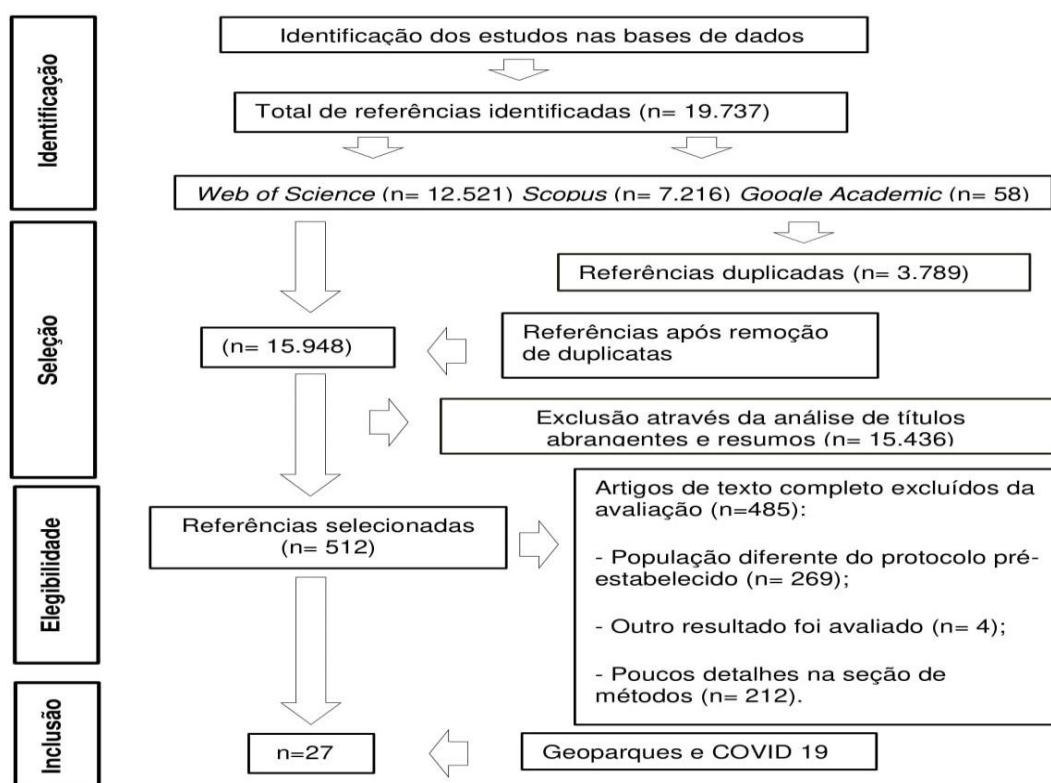 Identificação
Identificação dos estudos nas bases de dados
Total de referências identificadas (n= 19.737)
Web of Science (n= 12.521) Scopus (n= 7.216) Google Academic (n= 58)
Seleção
Referências duplicadas (n= 3.789)
(n= 15.948)
Referências após remoção
de duplicatas
Exclusão através da análise de títulos
abrangentes e resumos (n= 15.436)
Elegibilidade
Referências selecionadas
(n= 512)
Artigos de texto completo excluídos da
avaliação (n=485):
- População diferente do protocolo pré-
estabelecido (n= 269);
- Outro resultado foi avaliado (n= 4);
- Poucos detalhes na seção de
métodos (n= 212).
Inclusão
n=27
Geoparques e COVID 19